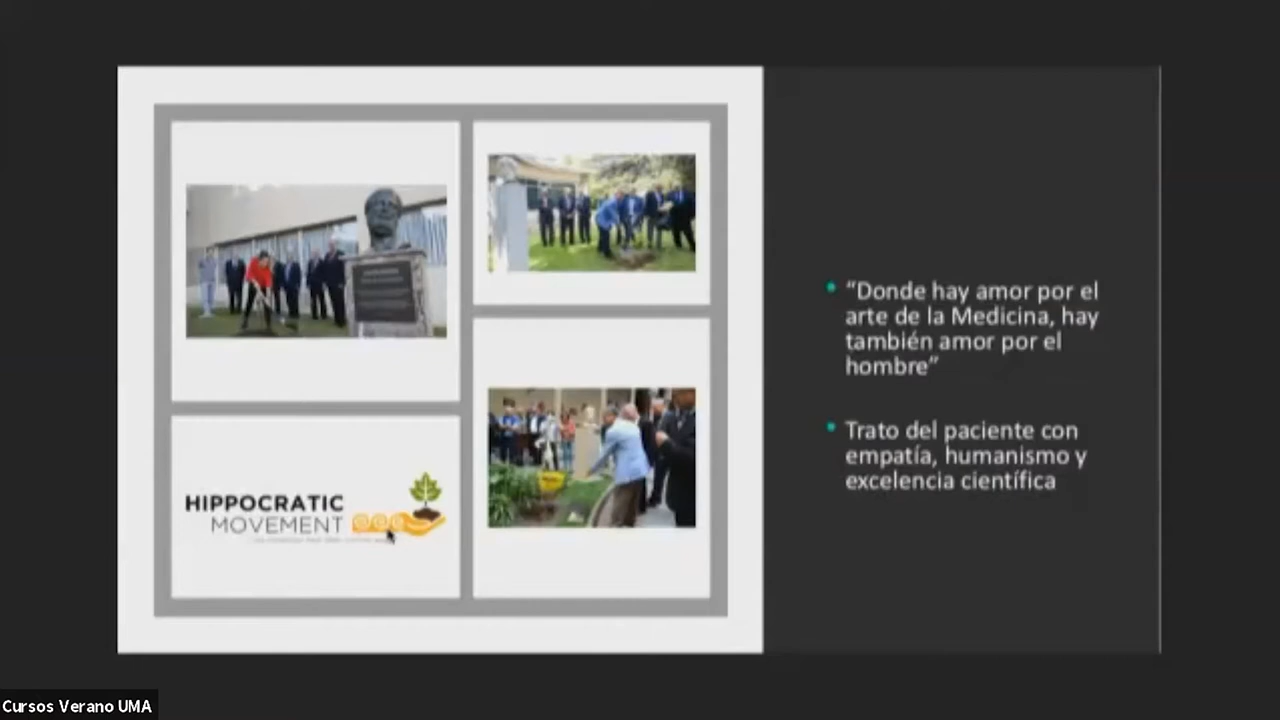 HIPPOCRATIC
MOVEMENT
“Donde hay amor por el
arte de la Medicina, hay
también amor por el
hombre”
Trato del paciente con
empatía, humanismo y
excelencia científica
Cursos Verano UMA